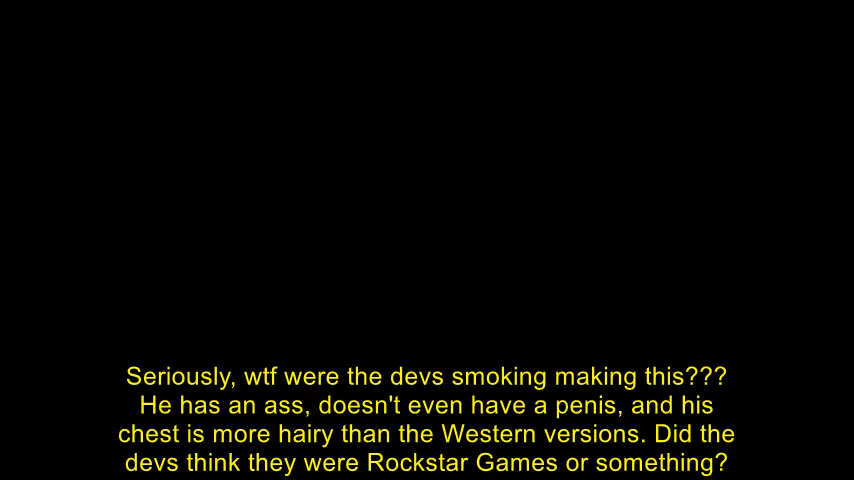 Seriously, wtf were the devs smoking making this???
He has an ass, doesn't even have a penis, and his
chest is more hairy than the Western versions. Did the
devs think they were Rockstar Games or something?